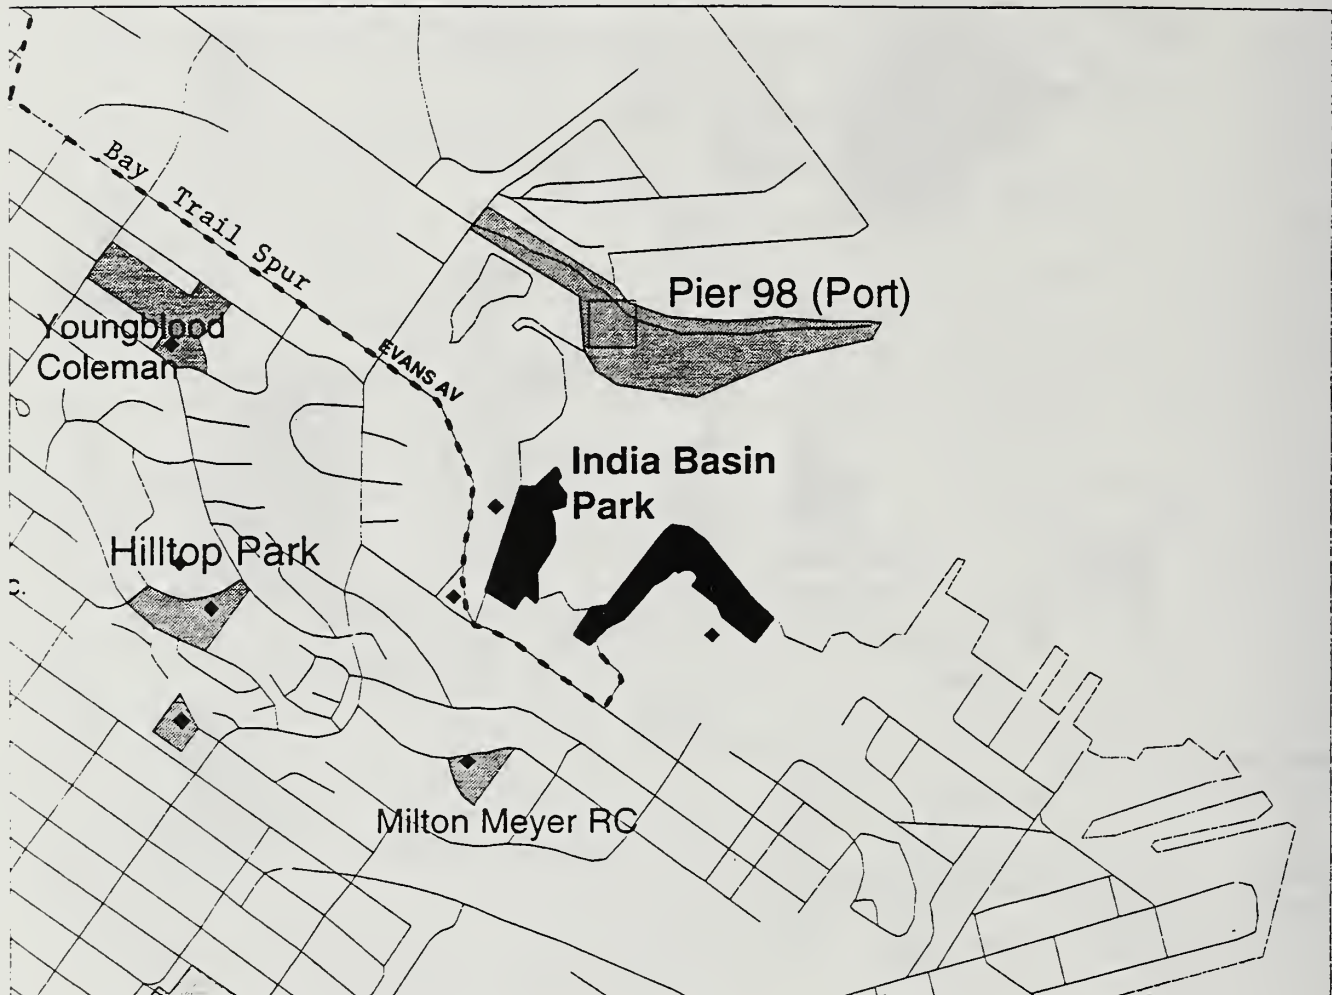 Bay Trail Spur
Pier 98 (Port)
Youngblood
Coleman
EVANS AV
India Basin
Park
Hilltop Park
Milton Meyer RC